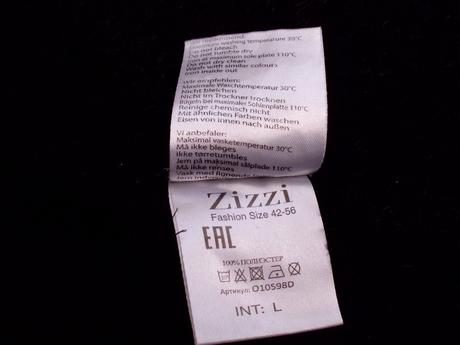 We recommend:
Maximum washing temperature 30°C
Do not bleach
Do not tumble dry
Iron at maximum sole plate 110°C
Do not dry clean
Wash with similar colours
Iron inside out
Wir empfehlen:
Maximale Waschtemperatur 30°C
Nicht bleichen
Nicht im Trockner trocknen
Bügeln bei maximaler Sohlenplatte 110°C
Reinige chemisch nicht
Mit ähnlichen Farben waschen
Eisen von innen nach außen
Vi anbefaler:
Maksimal vasketemperatur 30°C
Må ikke bleges
Ikke tørretumbles
Jern på maksimal sålplade 110°C
Må ikke renses
Vask med lignende
Zizzi
Fashion Size 42-56
EAC
100% ПОЛИЭСТЕР
Артикул: O10598D
INT: L